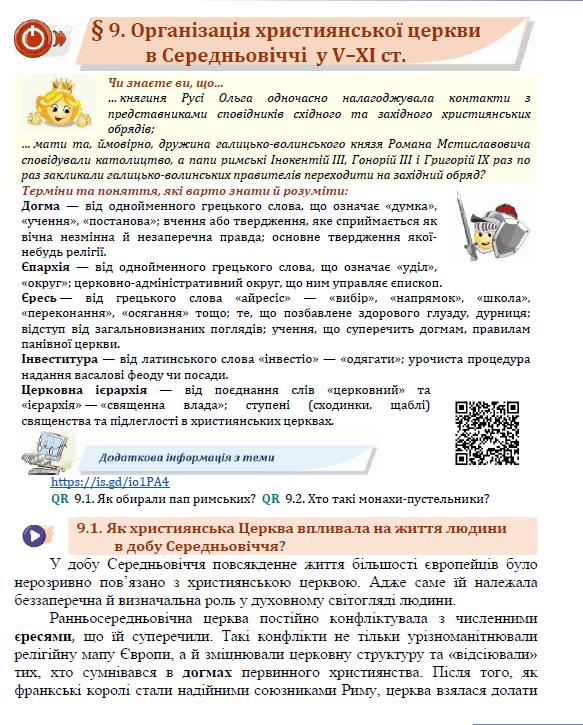 § 9. Організація християнської церкви
в Середньовіччі у V–XI ст.
Чи знаєте ви, що…
… княгиня Русі Ольга одночасно налагоджувала контакти з
представниками сповідників східного та західного християнських
обрядів;
… мати та, ймовірно, дружина галицько-волинського князя Романа Мстиславовича
сповідували католицтво, а папи римські Інокентій III, Гонорій III і Григорій IX раз по
раз закликали галицько-волинських правителів переходити на західний обряд?
Терміни та поняття, які варто знати й розуміти:
Догма — від однойменного грецького слова, що означає «думка»,
«учення», «постанова»; вчення або твердження, яке сприймається як
вічна незмінна й незаперечна правда; основне твердження якої-
небудь релігії.
Єпархія — від однойменного грецького слова, що означає «уділ»,
«округ»; церковно-адміністративний округ, що ним управляє єпископ.
Єресь — від грецького слова «айресіс» — «вибір», «напрямок», «школа»,
«переконання», «осягання» тощо; те, що позбавлене здорового глузду, дурниця;
відступ від загальновизнаних поглядів; учення, що суперечить догмам, правилам
панівної церкви.
Інвеститура — від латинського слова «інвестіо» — «одягати»; урочиста процедура
надання васалові феоду чи посади.
Церковна ієрархія — від поєднання слів «церковний» та
«ієрархія» — «священна влада»; ступені (сходинки, щаблі)
священства та підлеглості в християнських церквах.
Додаткова інформація з теми
https://is.gd/io1PA4
QR 9.1. Як обирали пап римських? QR 9.2. Хто такі монахи-пустельники?
9.1. Як християнська Церква впливала на життя людини
в добу Середньовіччя?
У добу Середньовіччя повсякденне життя більшості європейців було
нерозривно пов’язано з християнською церквою. Адже саме їй належала
беззаперечна й визначальна роль у духовному світогляді людини.
Ранньосередньовічна церква постійно конфліктувала з численними
єресями, що їй суперечили. Такі конфлікти не тільки урізноманітнювали
релігійну мапу Європи, а й зміцнювали церковну структуру та «відсіювали»
тих, хто сумнівався в догмах первинного християнства. Після того, як
франкські королі стали надійними союзниками Риму, церква взялася долати